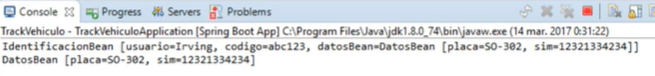 Console Progress Servers Problems
TrackVehiculo - TrackVehiculoApplication [Spring Boot App] C:\Program Files\Java\jdk1.8.0_74\bin\javaw.exe (14 mar. 2017 0:31:22)
IdentificacionBean [usuario=Irving, codigo=abc123, datosBean=DatosBean [placa=SO-302, sim=12321334234]]
DatosBean [placa=SO-302, sim=12321334234]